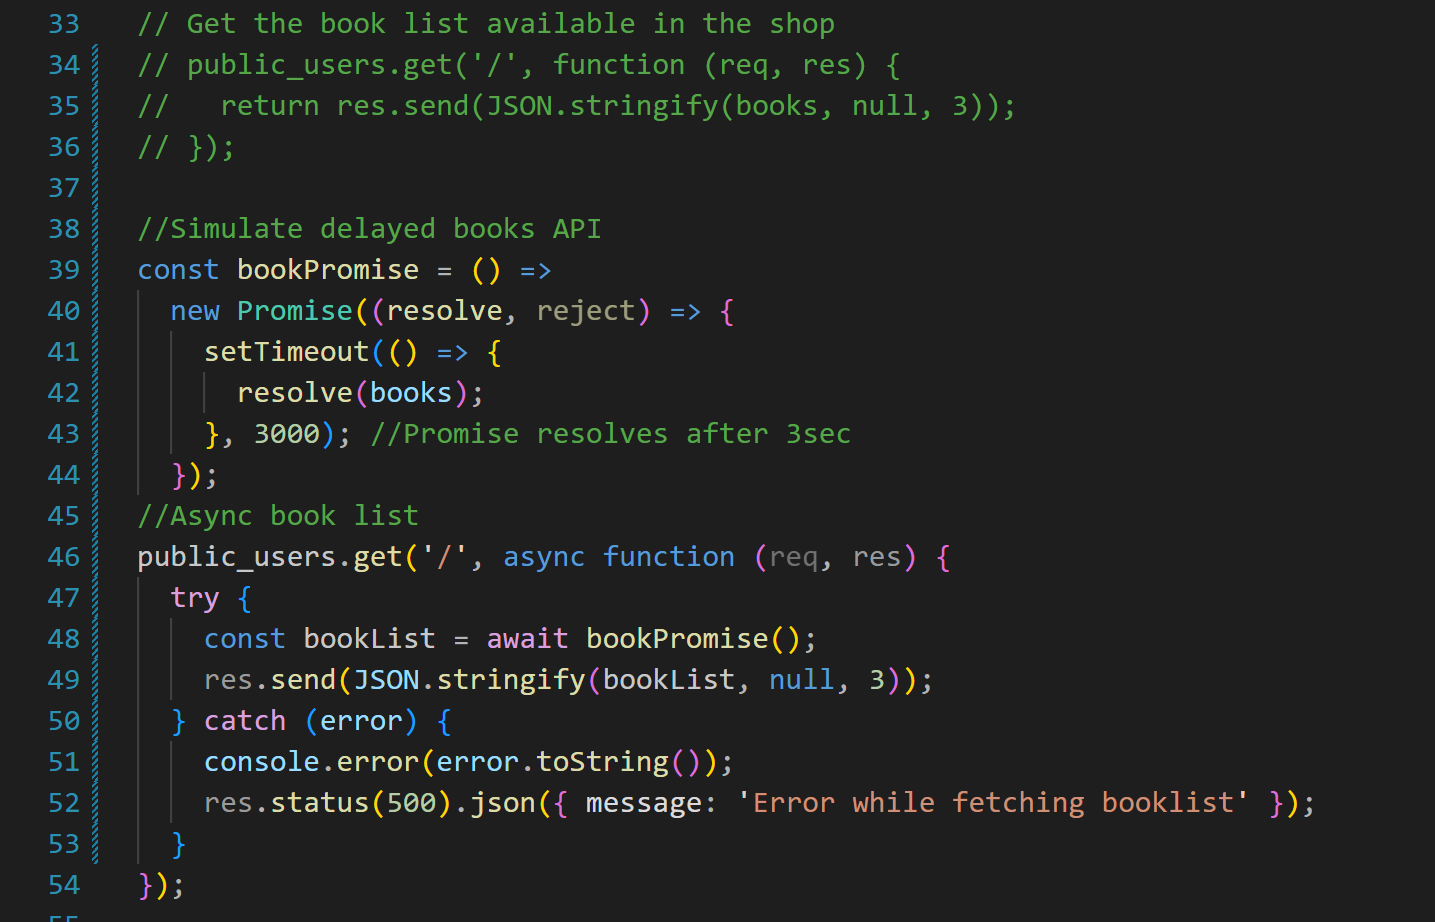 33 // Get the book list available in the shop
34 // public_users.get('/', function (req, res) {
35 //   return res.send(JSON.stringify(books, null, 3));
36 // });
37
38 //Simulate delayed books API
39 const bookPromise = () =>
40   new Promise((resolve, reject) => {
41     setTimeout(() => {
42       resolve(books);
43     }, 3000); //Promise resolves after 3sec
44   });
45 //Async book list
46 public_users.get('/', async function (req, res) {
47   try {
48     const bookList = await bookPromise();
49     res.send(JSON.stringify(bookList, null, 3));
50   } catch (error) {
51     console.error(error.toString());
52     res.status(500).json({ message: 'Error while fetching booklist' });
53   }
54 });
55